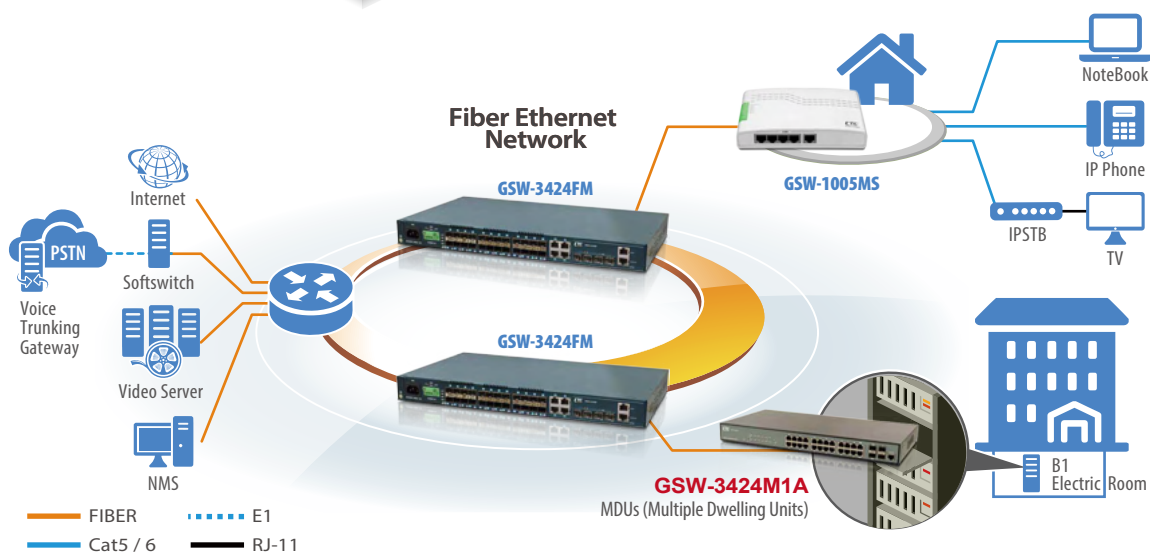 Fiber Ethernet
Network
GSW-3424FM
GSW-1005MS
NoteBook
IP Phone
IPSTB
TV
Internet
PSTN
Softswitch
Voice
Trunking
Gateway
Video Server
NMS
GSW-3424FM
GSW-3424M1A
MDUs (Multiple Dwelling Units)
B1
Electric Room
FIBER
E1
Cat5 / 6
RJ-11